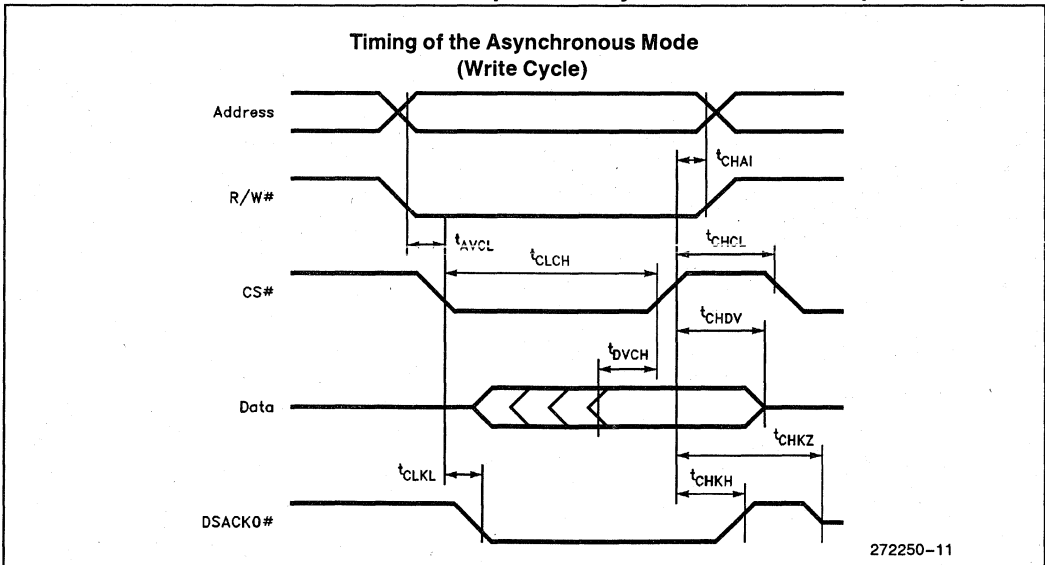 Timing of the Asynchronous Mode
(Write Cycle)
Address
tCHAI
R/W#
tAVCL
tCHCL
tCLCH
CS#
tCHDV
tDVCH
Data
tCHKZ
tCLKL
tCHKH
DSACK0#
272250-11